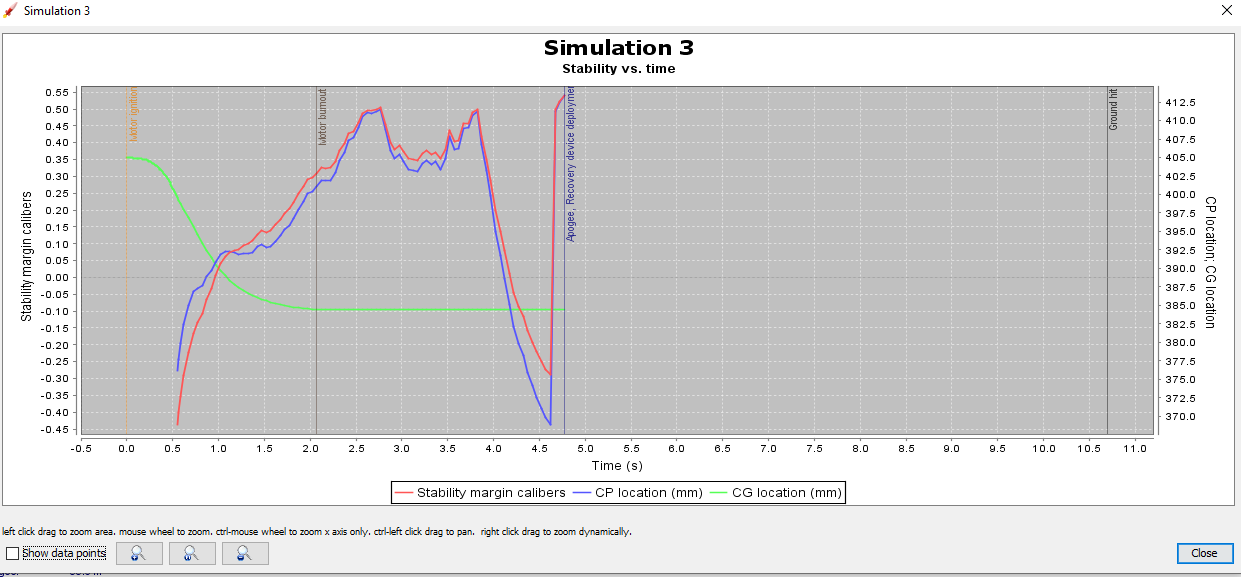 Simulation 3
Simulation 3
Stability vs. time
Stability margin calibers
0.55
0.50
0.45
0.40
0.35
0.30
0.25
0.20
0.15
0.10
0.05
0.00
-0.05
-0.10
-0.15
-0.20
-0.25
-0.30
-0.35
-0.40
-0.45
Motor ignition
Motor burnout
Apogee, Recovery device deployment
Ground hit
412.5
410.0
407.5
405.0
402.5
400.0
397.5
395.0
392.5
390.0
387.5
385.0
382.5
380.0
377.5
375.0
372.5
370.0
CP location; CG location
-0.5 0.0 0.5 1.0 1.5 2.0 2.5 3.0 3.5 4.0 4.5 5.0 5.5 6.0 6.5 7.0 7.5 8.0 8.5 9.0 9.5 10.0 10.5 11.0
Time (s)
Stability margin calibers CP location (mm) CG location (mm)
left click drag to zoom area. mouse wheel to zoom. ctrl-mouse wheel to zoom x axis only. ctrl-left click drag to pan. right click drag to zoom dynamically.
Show data points
Close